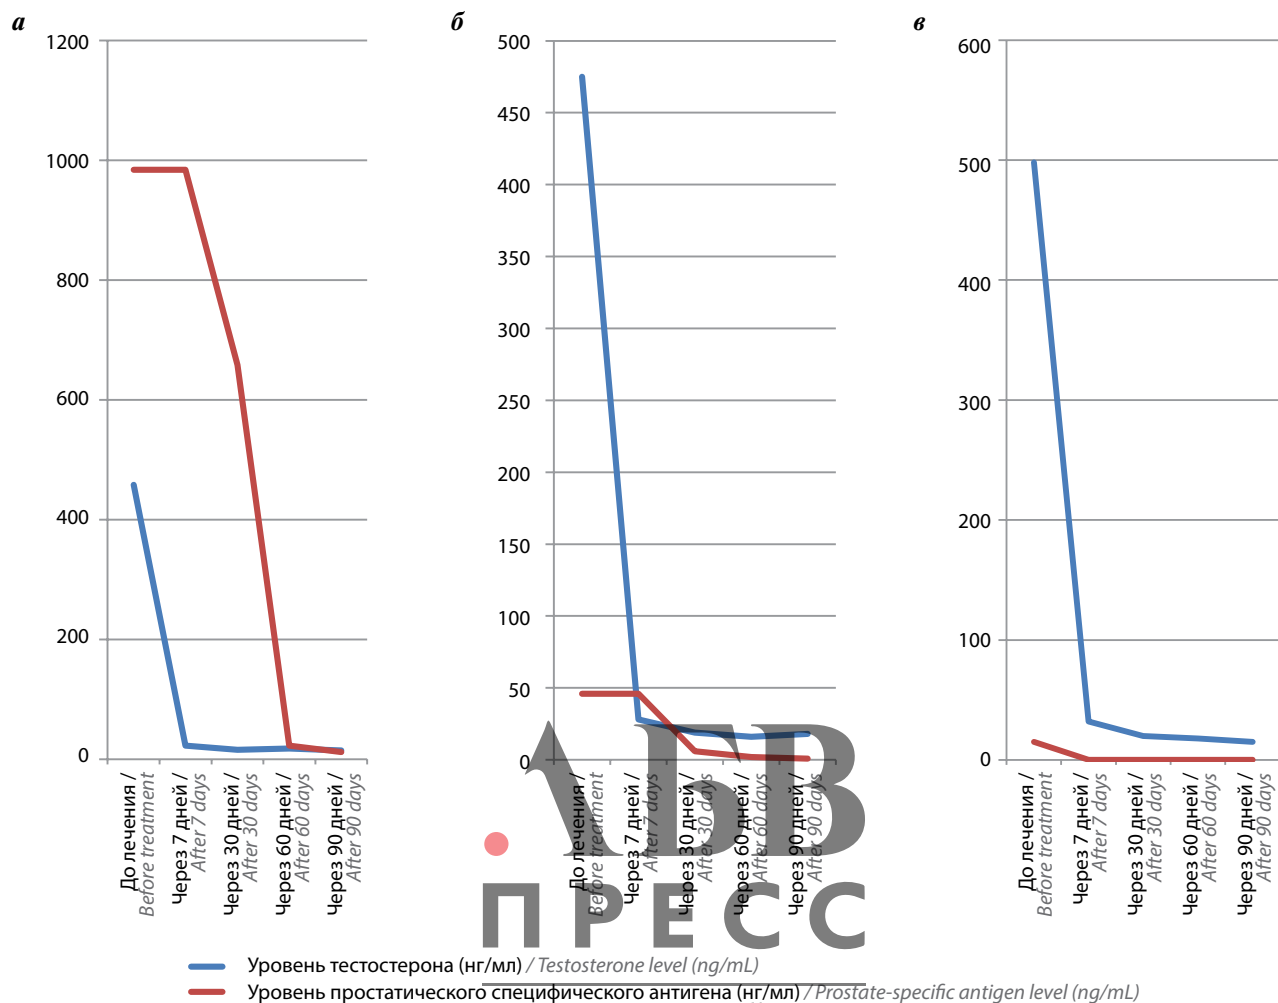 а
1200
1000
800
600
400
200
0
До лечения /
Before treatment
Через 7 дней /
After 7 days
Через 30 дней /
After 30 days
Через 60 дней /
After 60 days
Через 90 дней /
After 90 days
б
500
450
400
350
300
250
200
150
100
50
0
До лечения /
Before treatment
Через 7 дней /
After 7 days
Через 30 дней /
After 30 days
Через 60 дней /
After 60 days
Через 90 дней /
After 90 days
в
600
500
400
300
200
100
0
До лечения /
Before treatment
Через 7 дней /
After 7 days
Через 30 дней /
After 30 days
Через 60 дней /
After 60 days
Через 90 дней /
After 90 days
АБВ
ПРЕСС
Уровень тестостерона (нг/мл) / Testosterone level (ng/mL)
Уровень простатического специфического антигена (нг/мл) / Prostate-specific antigen level (ng/mL)